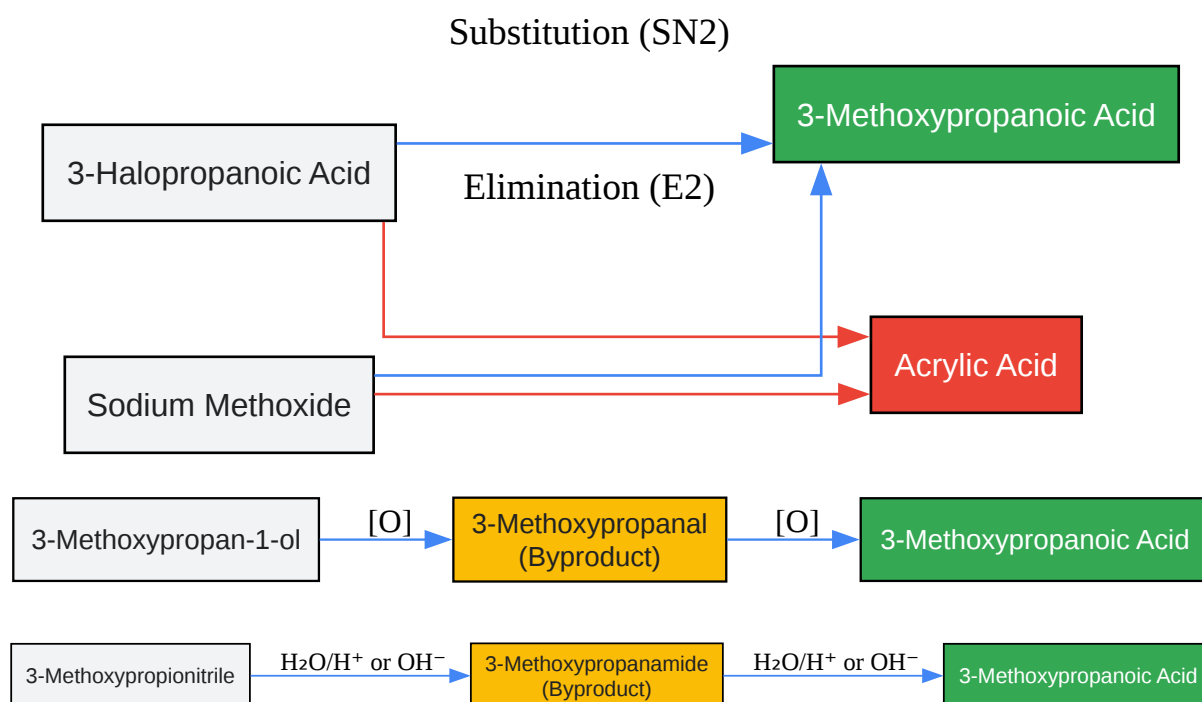 Substitution (SN2)
3-Methoxypropanoic Acid
3-Halopropanoic Acid
Elimination (E2)
Acrylic Acid
Sodium Methoxide
3-Methoxypropan-1-ol
[O]
3-Methoxypropanal
(Byproduct)
[O]
3-Methoxypropanoic Acid
3-Methoxypropionitrile
H₂O/H⁺ or OH⁻
3-Methoxypropanamide
(Byproduct)
H₂O/H⁺ or OH⁻
3-Methoxypropanoic Acid